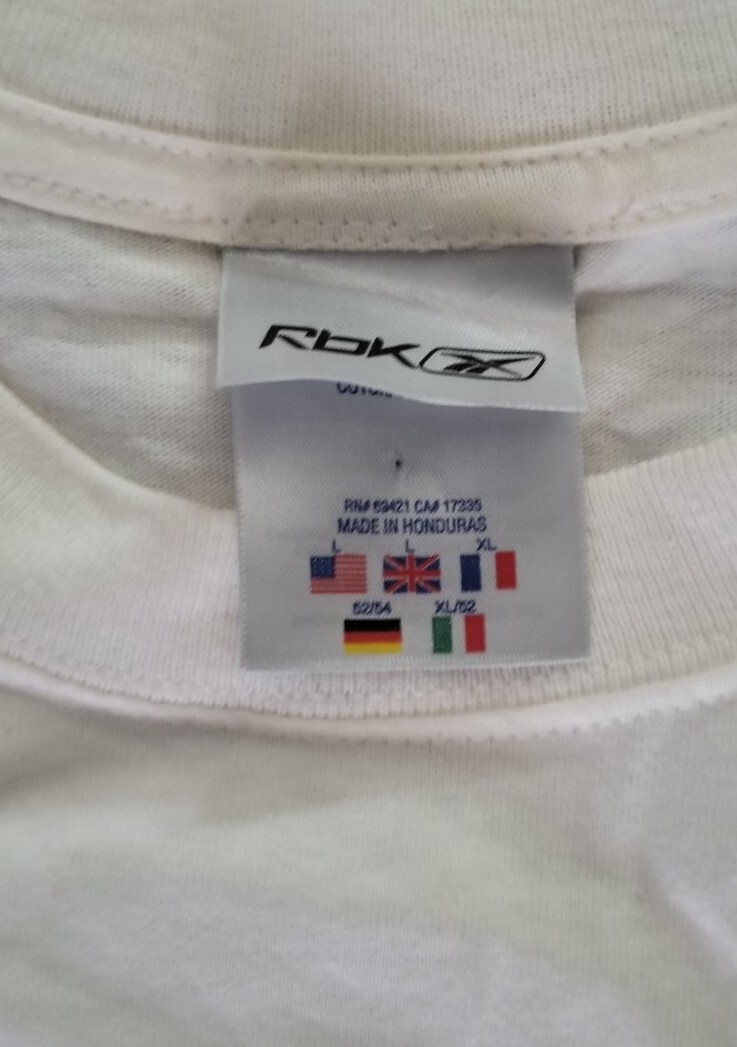 Rbk
RN# 69421 CA# 17335
MADE IN HONDURAS
L L XL
52/54 XL/52